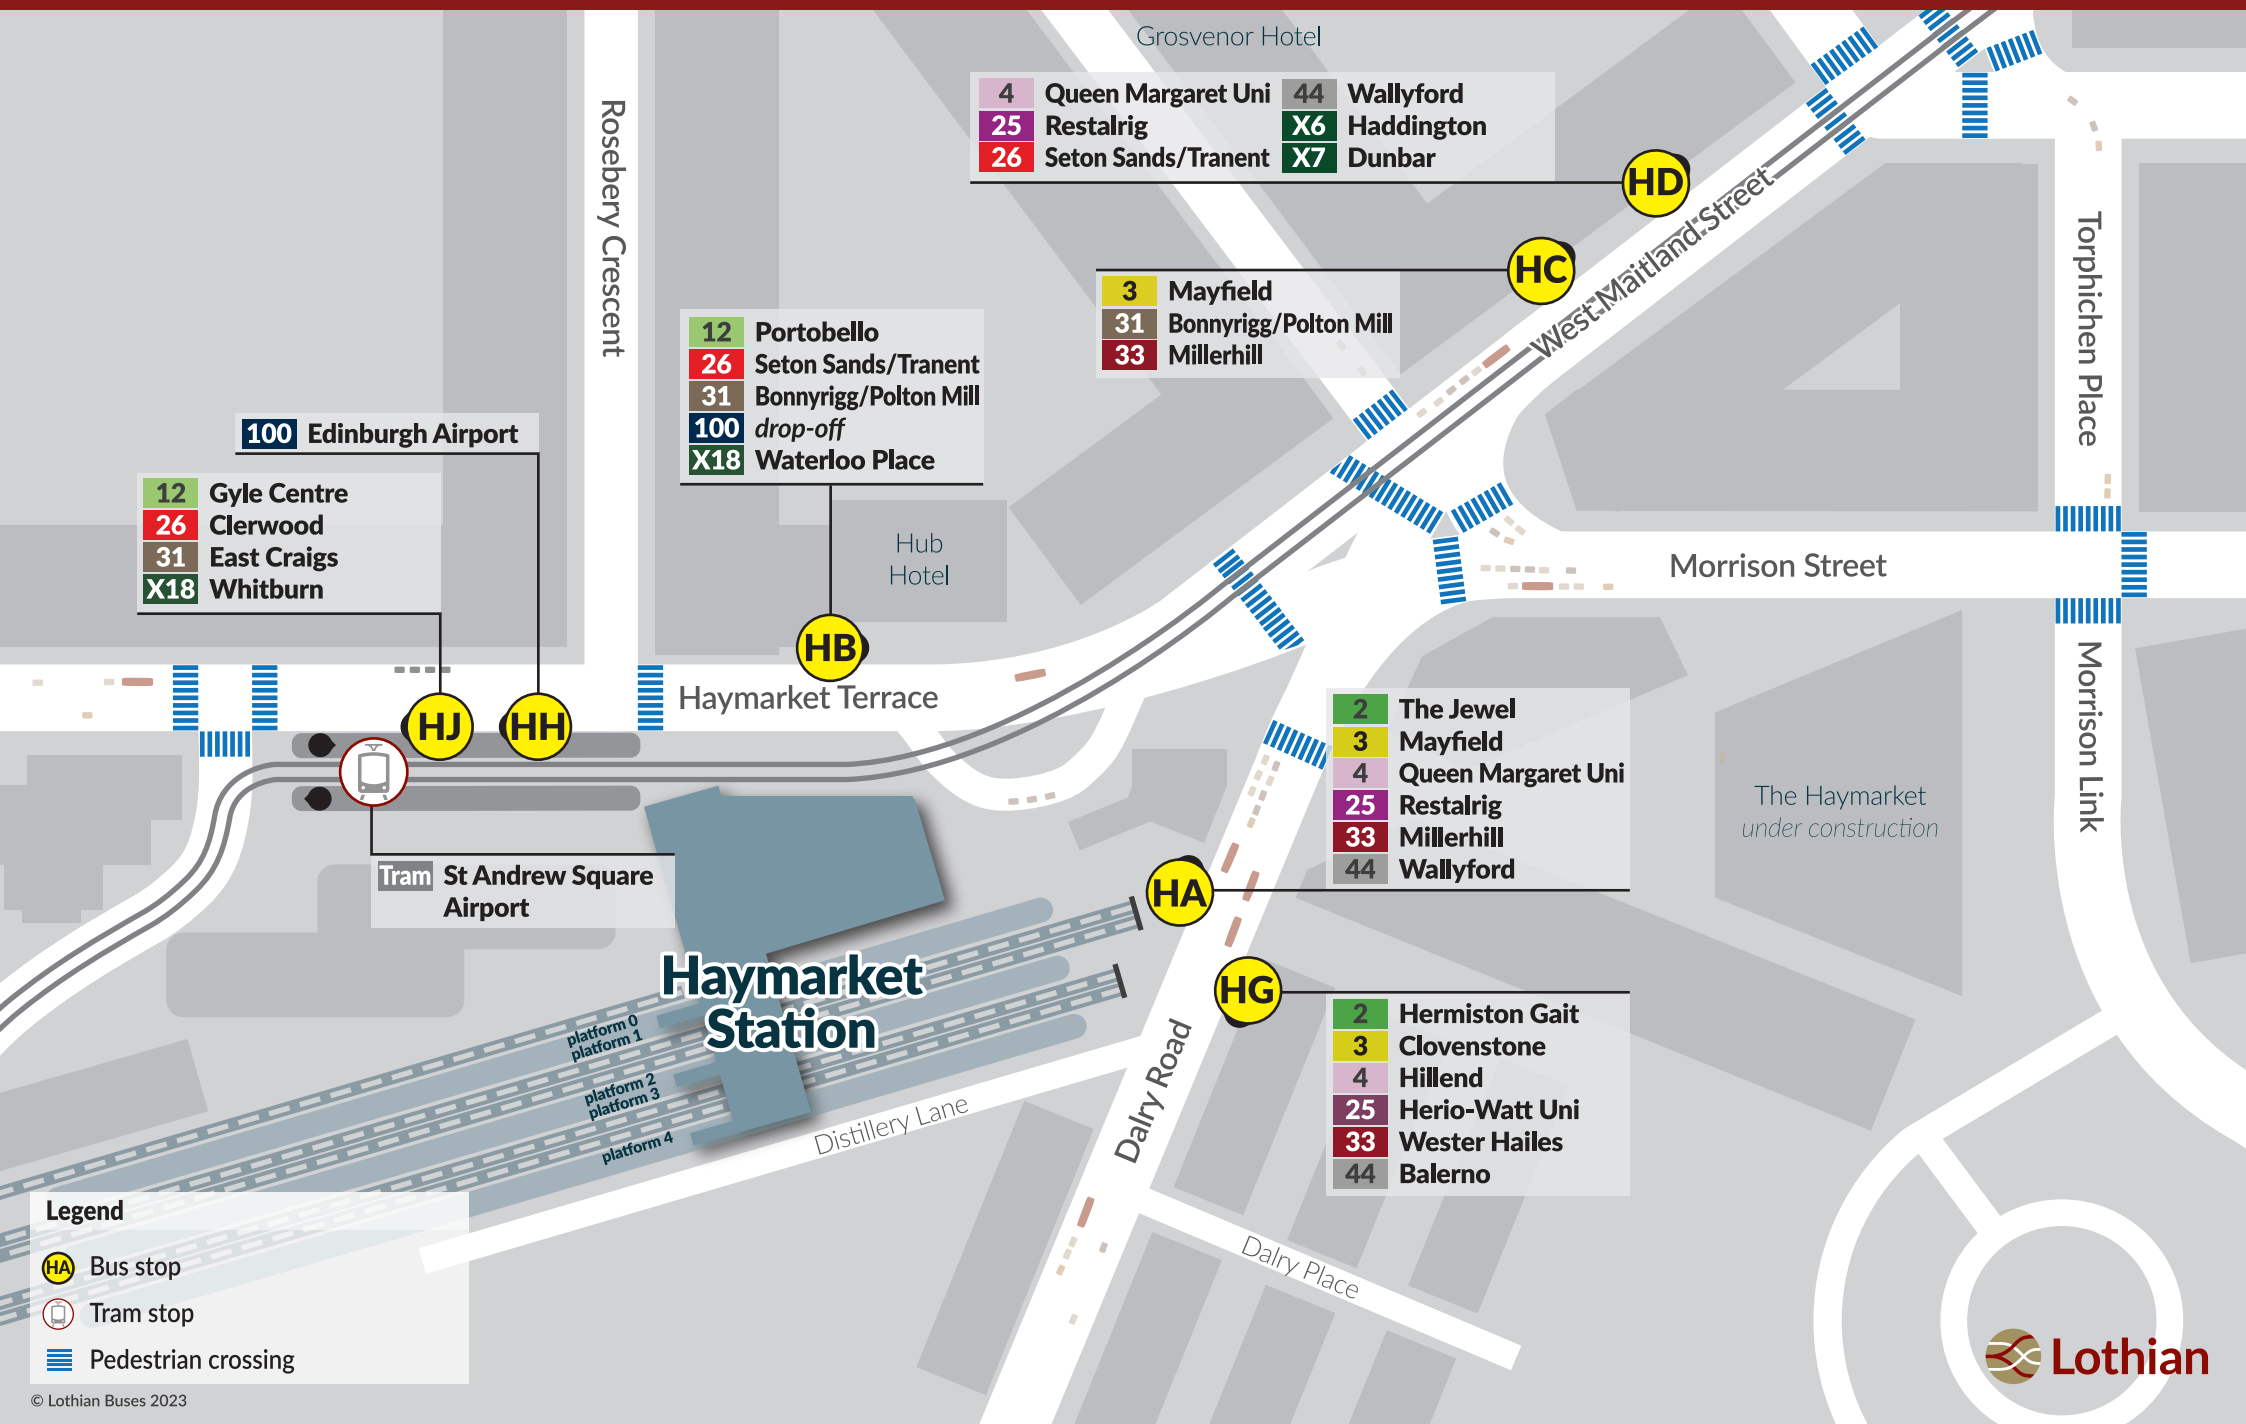 Grosvenor Hotel
4 Queen Margaret Uni 44 Wallyford
25 Restalrig X6 Haddington
26 Seton Sands/Tranent X7 Dunbar
HD
HC
3 Mayfield
31 Bonnyrigg/Polton Mill
33 Millerhill
West Maitland Street
Torphichen Place
Rosebery Crescent
12 Portobello
26 Seton Sands/Tranent
31 Bonnyrigg/Polton Mill
100 drop-off
X18 Waterloo Place
100 Edinburgh Airport
12 Gyle Centre
26 Clerwood
31 East Craigs
X18 Whitburn
Hub
Hotel
Morrison Street
HB
HJ
HH
Haymarket Terrace
Morrison Link
2 The Jewel
3 Mayfield
4 Queen Margaret Uni
25 Restalrig
33 Millerhill
44 Wallyford
HA
The Haymarket
under construction
Tram St Andrew Square
Airport
Haymarket
Station
platform 0
platform 1
platform 2
platform 3
platform 4
HG
2 Hermiston Gait
3 Clovenstone
4 Hillend
25 Herio-Watt Uni
33 Wester Hailes
44 Balerno
Dalry Road
Distillery Lane
Dalry Place
Legend
HA Bus stop
Tram stop
Pedestrian crossing
© Lothian Buses 2023
Lothian